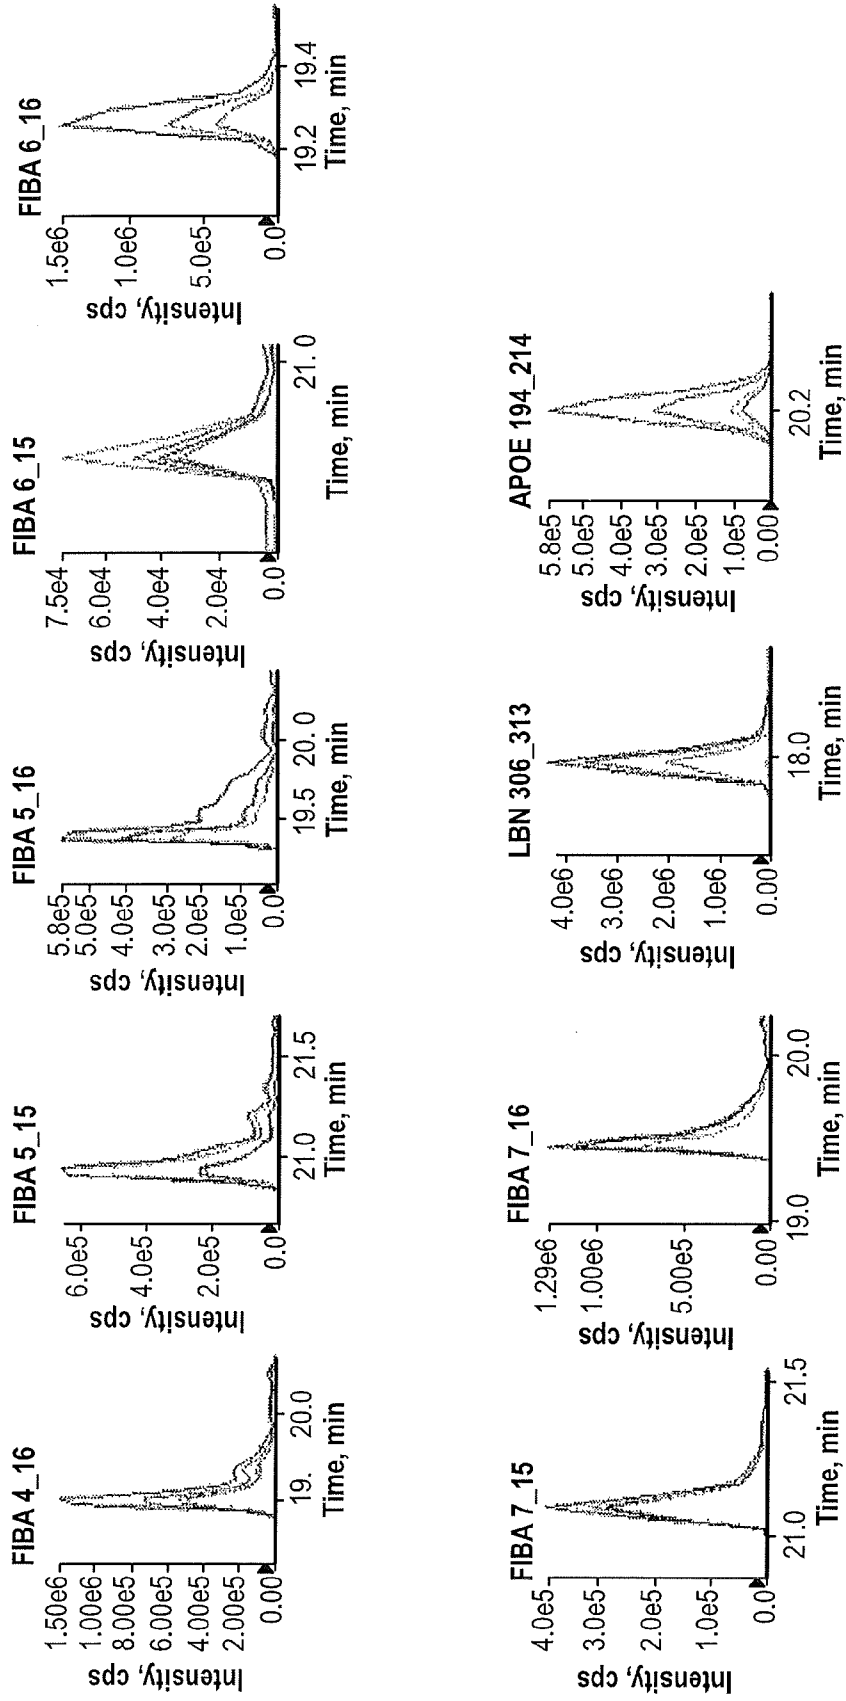 FIBA 4_16
Intensity, cps
1.50e6
1.00e6
8.00e5
5.00e5
2.00e5
0.00
19.
20.0
Time, min
FIBA 5_15
Intensity, cps
6.0e5
4.0e5
2.0e5
0.0
21.0
21.5
Time, min
FIBA 5_16
Intensity, cps
5.8e5
5.0e5
4.0e5
3.0e5
2.0e5
1.0e5
0.0
19.5
20.0
Time, min
FIBA 6_15
Intensity, cps
7.5e4
6.0e4
4.0e4
2.0e4
0.0
21.0
Time, min
FIBA 6_16
Intensity, cps
1.5e6
1.0e6
5.0e5
0.0
19.2
19.4
Time, min
FIBA 7_15
Intensity, cps
4.0e5
3.0e5
2.0e5
1.0e5
0.0
21.0
21.5
Time, min
FIBA 7_16
Intensity, cps
1.29e6
1.00e6
5.00e5
0.00
19.0
20.0
Time, min
LBN 306_313
Intensity, cps
4.0e6
3.0e6
2.0e6
1.0e6
0.00
18.0
Time, min
APOE 194_214
Intensity, cps
5.8e5
5.0e5
4.0e5
3.0e5
2.0e5
1.0e5
0.00
20.2
Time, min